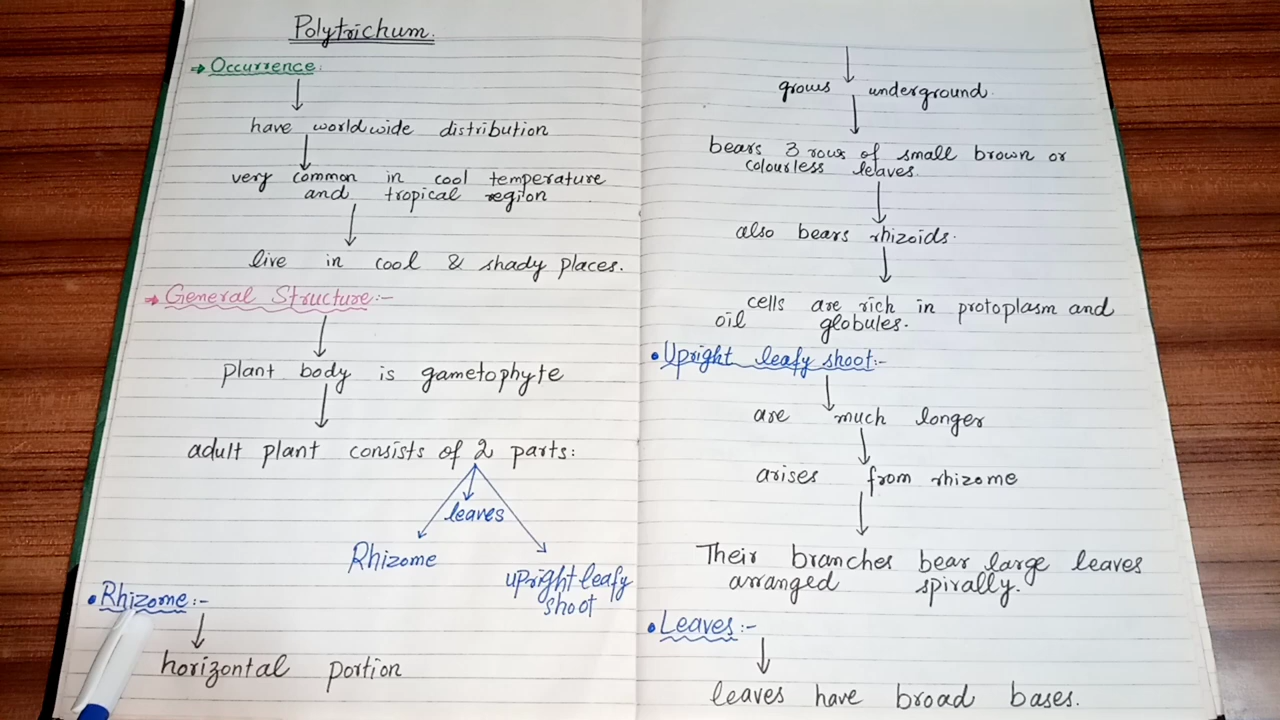 Polytrichum.
⇒ Occurrence:
↓
have worldwide distribution
↓
very common in cool temperature
and tropical region
↓
live in cool & shady places.
⇒ General Structure:-
↓
plant body is gametophyte
↓
adult plant consists of 2 parts:
leaves
Rhizome
upright leafy
shoot
• Rhizome:-
↓
horizontal portion
↓
grows underground.
↓
bears 3 rows of small brown or
colourless leaves.
↓
also bears rhizoids.
↓
cells are rich in protoplasm and
oil globules.
• Upright leafy shoot:-
↓
are much longer
↓
arises from rhizome
↓
Their branches bear large leaves
arranged spirally.
• Leaves:-
↓
leaves have broad bases.